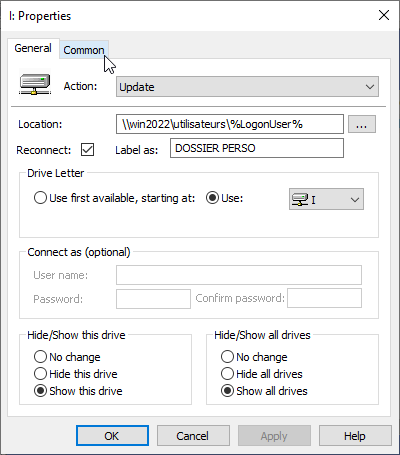 I: Properties
General Common
Action: Update
Location: \\win2022\utilisateurs\%LogonUser% ...
Reconnect: Label as: DOSSIER PERSO
Drive Letter
Use first available, starting at: Use: I
Connect as (optional)
User name:
Password: Confirm password:
Hide/Show this drive Hide/Show all drives
No change No change
Hide this drive Hide all drives
Show this drive Show all drives
OK Cancel Apply Help